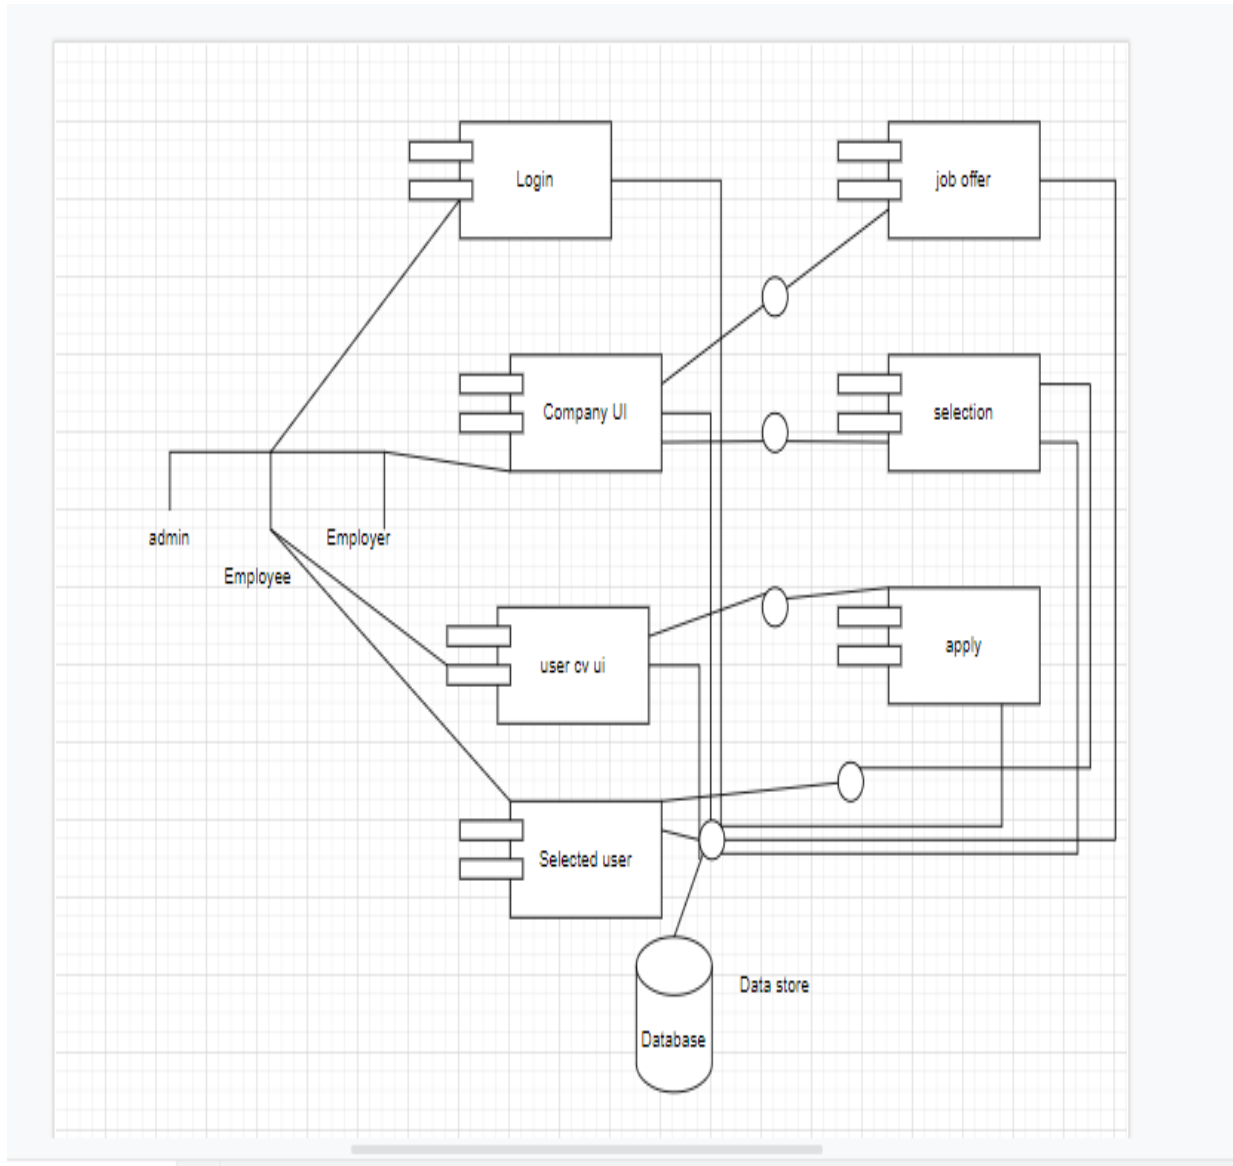 Login
job offer
Company UI
selection
admin
Employer
Employee
user cv ui
apply
Selected user
Data store
Database